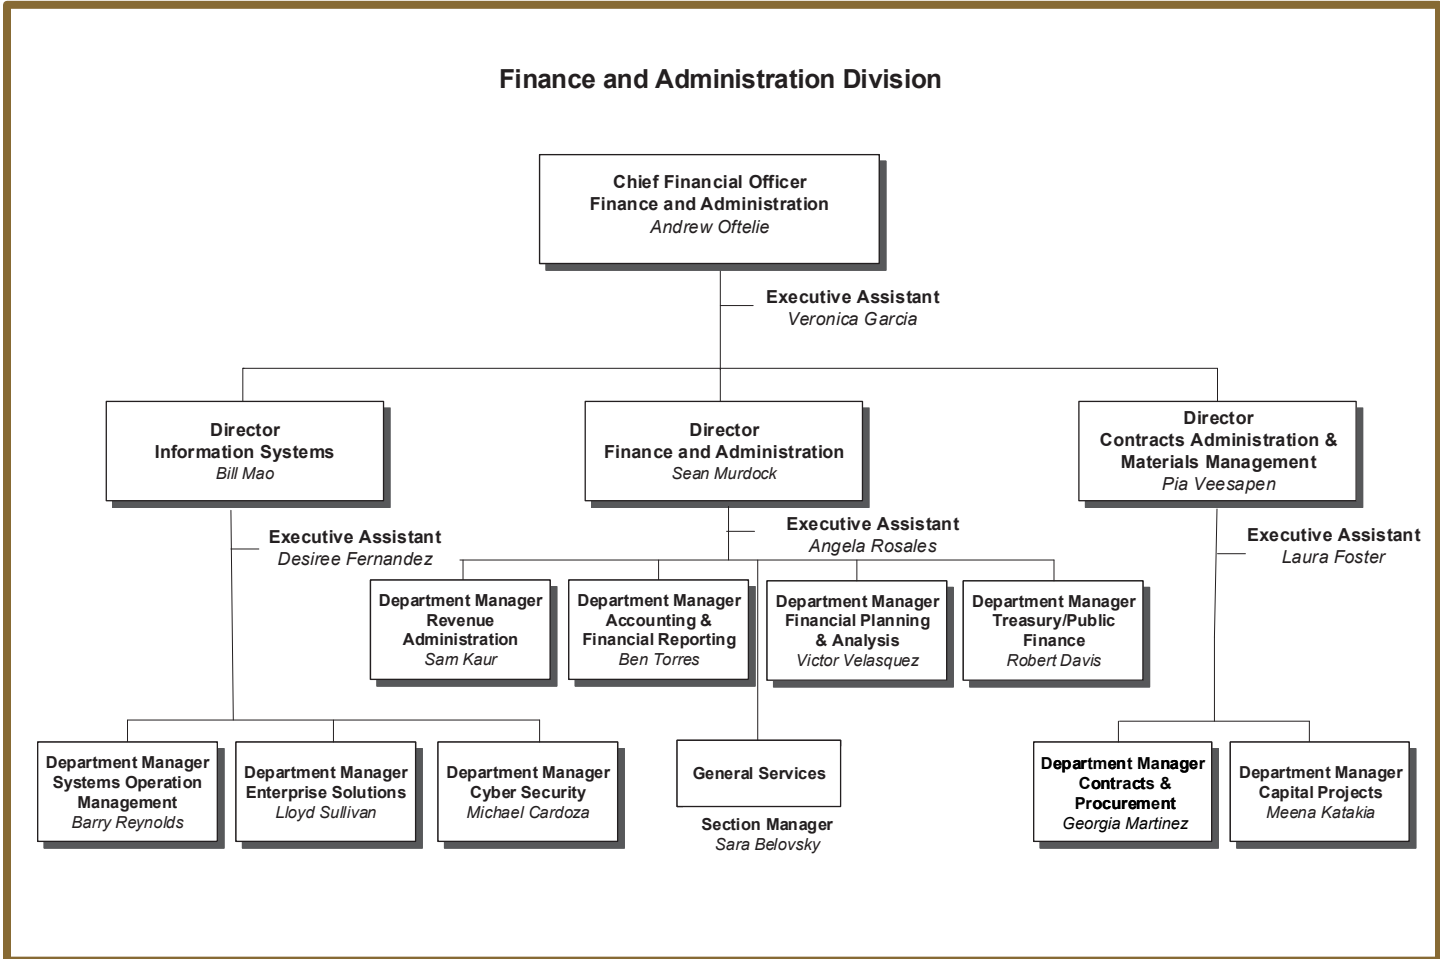 Finance and Administration Division
Chief Financial Officer
Finance and Administration
Andrew Oftelie
Executive Assistant
Veronica Garcia
Director
Information Systems
Bill Mao
Director
Finance and Administration
Sean Murdock
Director
Contracts Administration &
Materials Management
Pia Veesapen
Executive Assistant
Desiree Fernandez
Executive Assistant
Angela Rosales
Executive Assistant
Laura Foster
Department Manager
Revenue
Administration
Sam Kaur
Department Manager
Accounting &
Financial Reporting
Ben Torres
Department Manager
Financial Planning
& Analysis
Victor Velasquez
Department Manager
Treasury/Public
Finance
Robert Davis
Department Manager
Systems Operation
Management
Barry Reynolds
Department Manager
Enterprise Solutions
Lloyd Sullivan
Department Manager
Cyber Security
Michael Cardoza
General Services
Section Manager
Sara Belovsky
Department Manager
Contracts &
Procurement
Georgia Martinez
Department Manager
Capital Projects
Meena Katakia